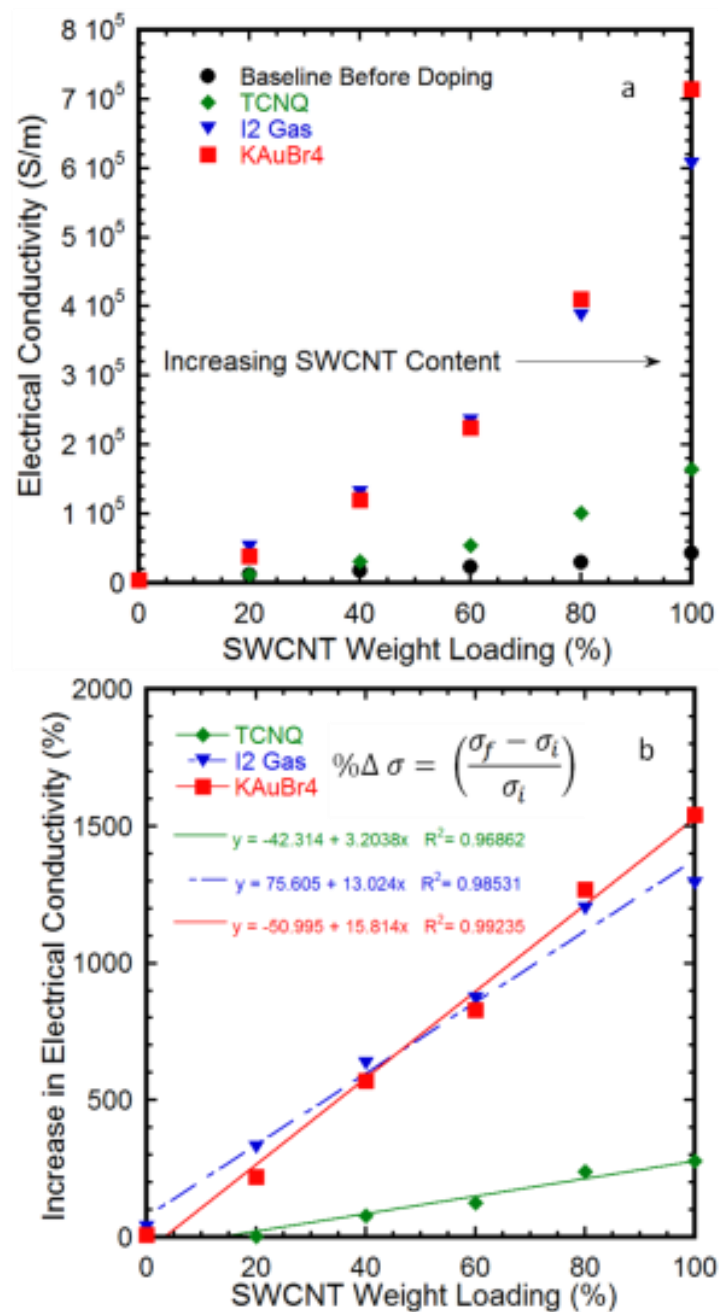 8 10⁵
7 10⁵
6 10⁵
5 10⁵
4 10⁵
3 10⁵
2 10⁵
1 10⁵
0
Electrical Conductivity (S/m)
Baseline Before Doping
TCNQ
I2 Gas
KAuBr4
a
Increasing SWCNT Content
0 20 40 60 80 100
SWCNT Weight Loading (%)
2000
1500
1000
500
0
Increase in Electrical Conductivity (%)
TCNQ
I2 Gas
KAuBr4
%Δ σ = (σ_f − σ_i / σ_i)
b
y = -42.314 + 3.2038x R²= 0.96862
y = 75.605 + 13.024x R²= 0.98531
y = -50.995 + 15.814x R²= 0.99235
0 20 40 60 80 100
SWCNT Weight Loading (%)